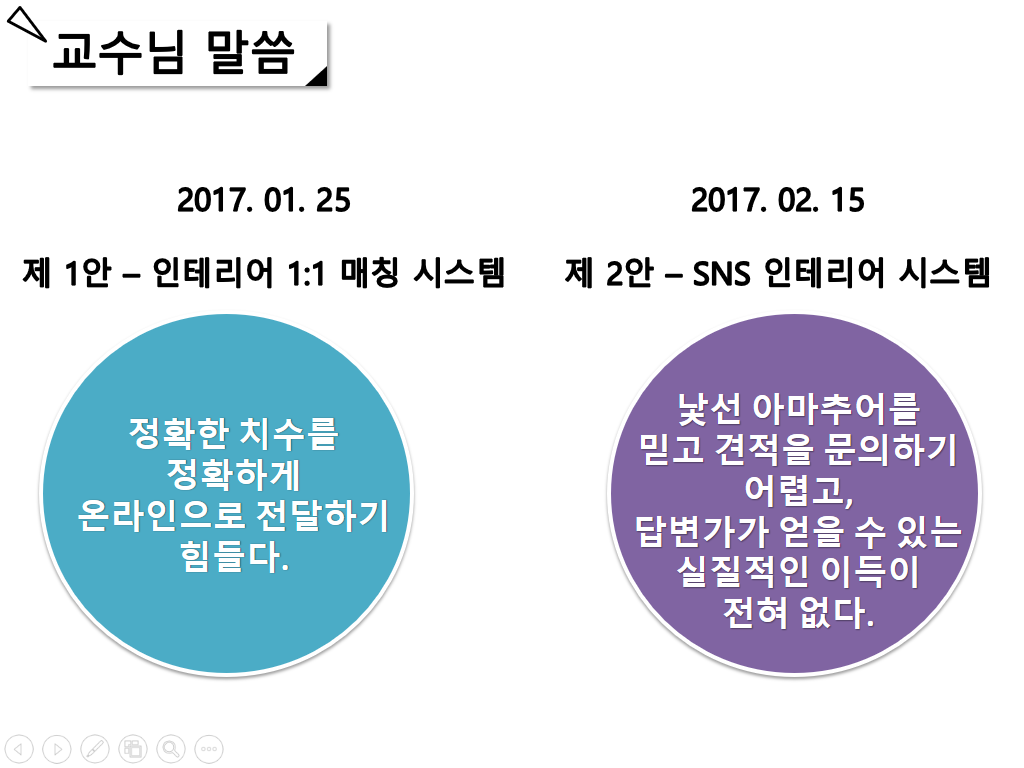 교수님 말씀
2017. 01. 25
제 1안 – 인테리어 1:1 매칭 시스템
정확한 치수를
정확하게
온라인으로 전달하기
힘들다.
2017. 02. 15
제 2안 – SNS 인테리어 시스템
낯선 아마추어를
믿고 견적을 문의하기
어렵고,
답변가가 얻을 수 있는
실질적인 이득이
전혀 없다.